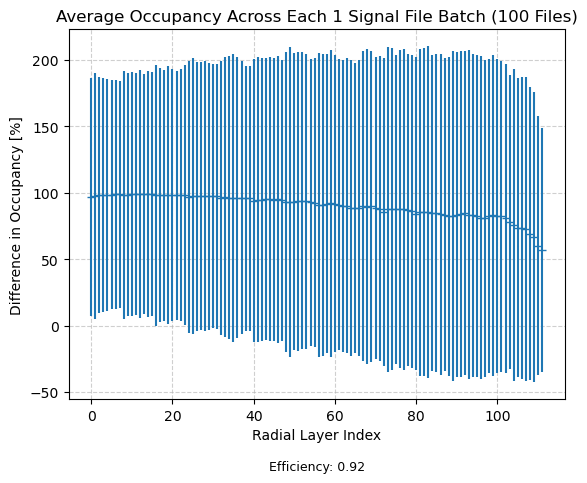 Average Occupancy Across Each 1 Signal File Batch (100 Files)
Difference in Occupancy [%]
200
150
100
50
0
−50
0 20 40 60 80 100
Radial Layer Index
Efficiency: 0.92